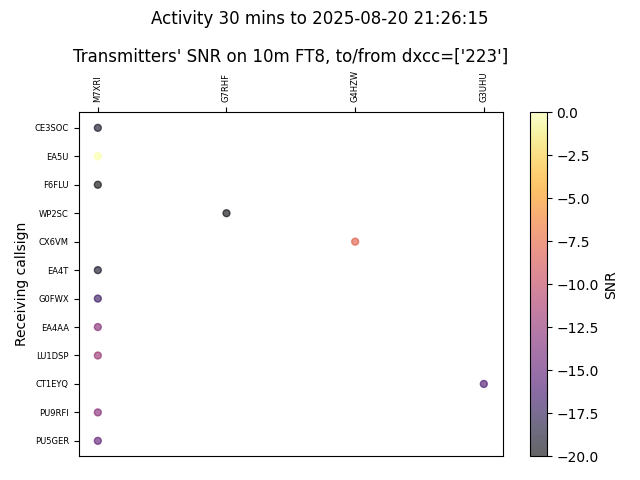 Activity 30 mins to 2025-08-20 21:26:15
Transmitters' SNR on 10m FT8, to/from dxcc=['223']
M7XRI
G7RHF
G4HZW
G3UHU
CE3SOC
EA5U
F6FLU
WP2SC
CX6VM
EA4T
G0FWX
EA4AA
LU1DSP
CT1EYQ
PU9RFI
PU5GER
Receiving callsign
0.0
−2.5
−5.0
−7.5
−10.0
−12.5
−15.0
−17.5
−20.0
SNR